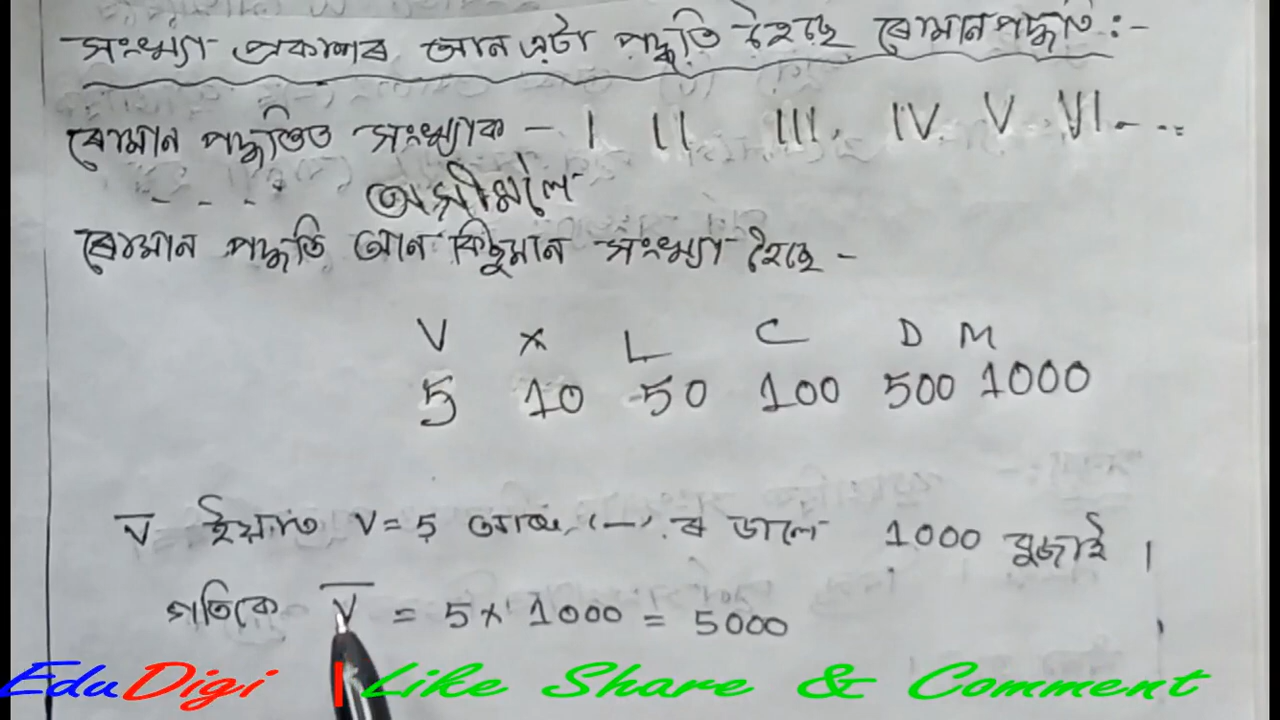 সংখ্যা প্ৰকাশৰ আন এটা পদ্ধতি হৈছে ৰোমান পদ্ধতি :-
ৰোমান পদ্ধতিত সংখ্যাক - I II III. IV V VI....
- - - . অসীমলৈ
ৰোমান পদ্ধতি আন কিছুমান সংখ্যা হৈছে -
V X L C D M
5 10 50 100 500 1000
V̅ ইয়াত V = 5 আৰু '—' ৰ ডালে 1000 বুজাই ।
গতিকে V̅ = 5 × 1000 = 5000
EduDigi | Like Share & Comment